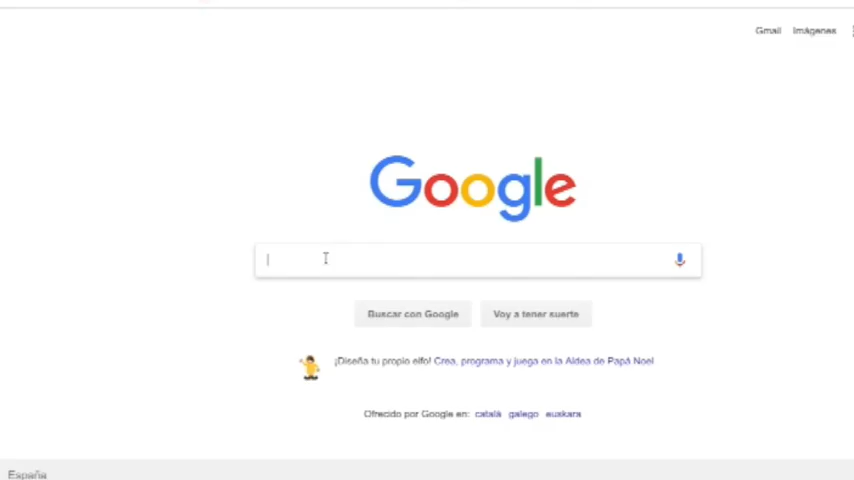 Gmail Imágenes
Google
Buscar con Google Voy a tener suerte
¡Diseña tu propio elfo! Crea, programa y juega en la Aldea de Papá Noel
Ofrecido por Google en: català galego euskara
España